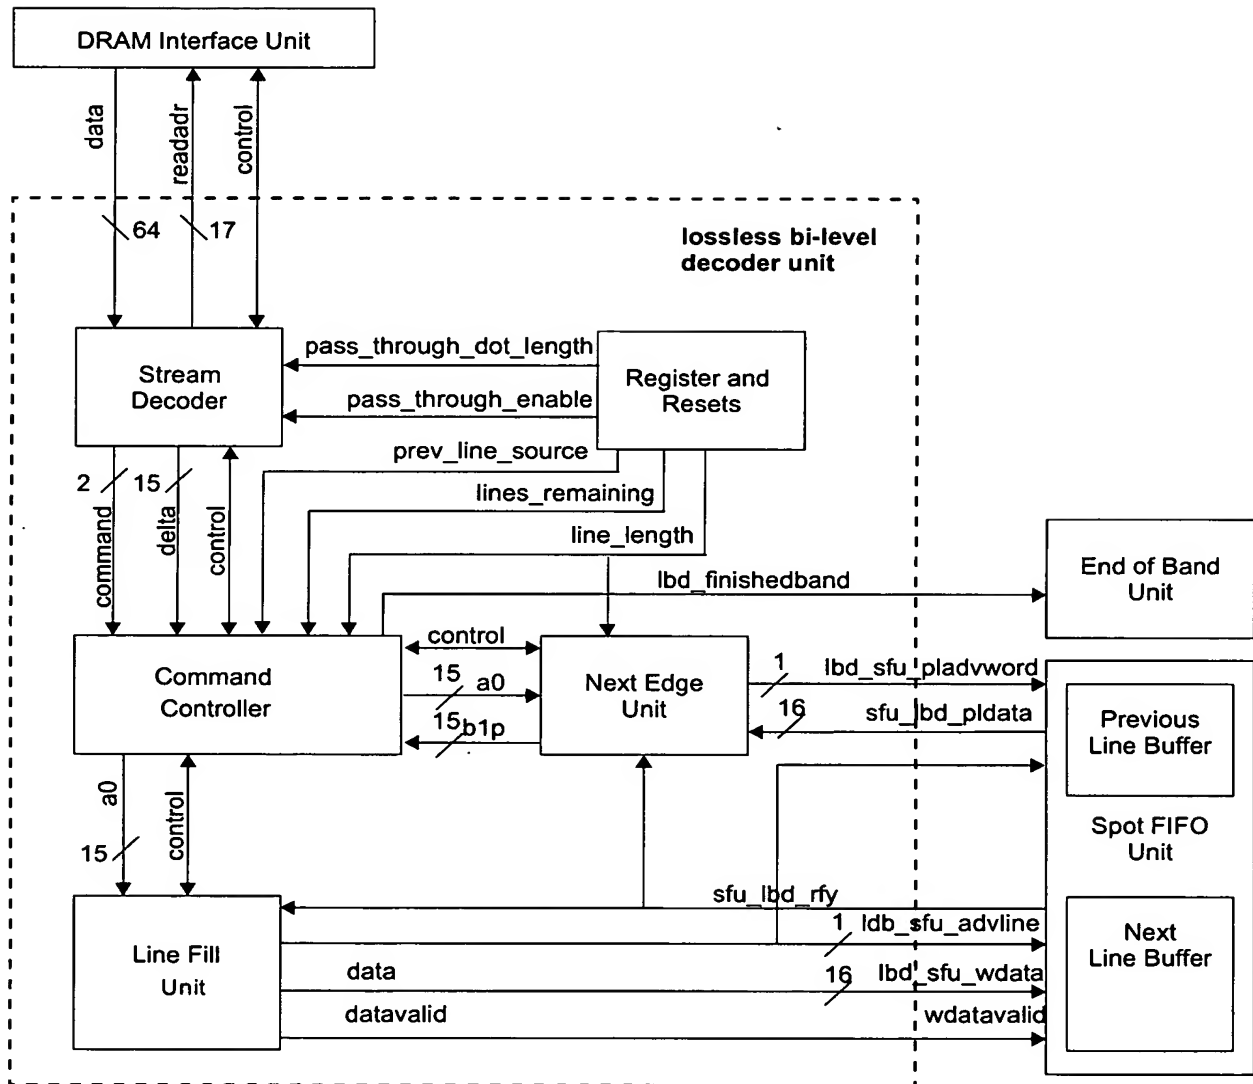 DRAM Interface Unit
data
readadr
control
64
17
lossless bi-level
decoder unit
pass_through_dot_length
Stream
Decoder
Register and
Resets
pass_through_enable
prev_line_source
2
15
lines_remaining
command
delta
control
line_length
lbd_finishedband
End of Band
Unit
control
Command
Controller
15
a0
Next Edge
Unit
1
lbd_sfu_pladvword
15
b1p
16
sfu_lbd_pldata
Previous
Line Buffer
a0
control
15
Spot FIFO
Unit
sfu_lbd_rfy
1
ldb_sfu_advline
Line Fill
Unit
Next
Line Buffer
data
16
lbd_sfu_wdata
datavalid
wdatavalid